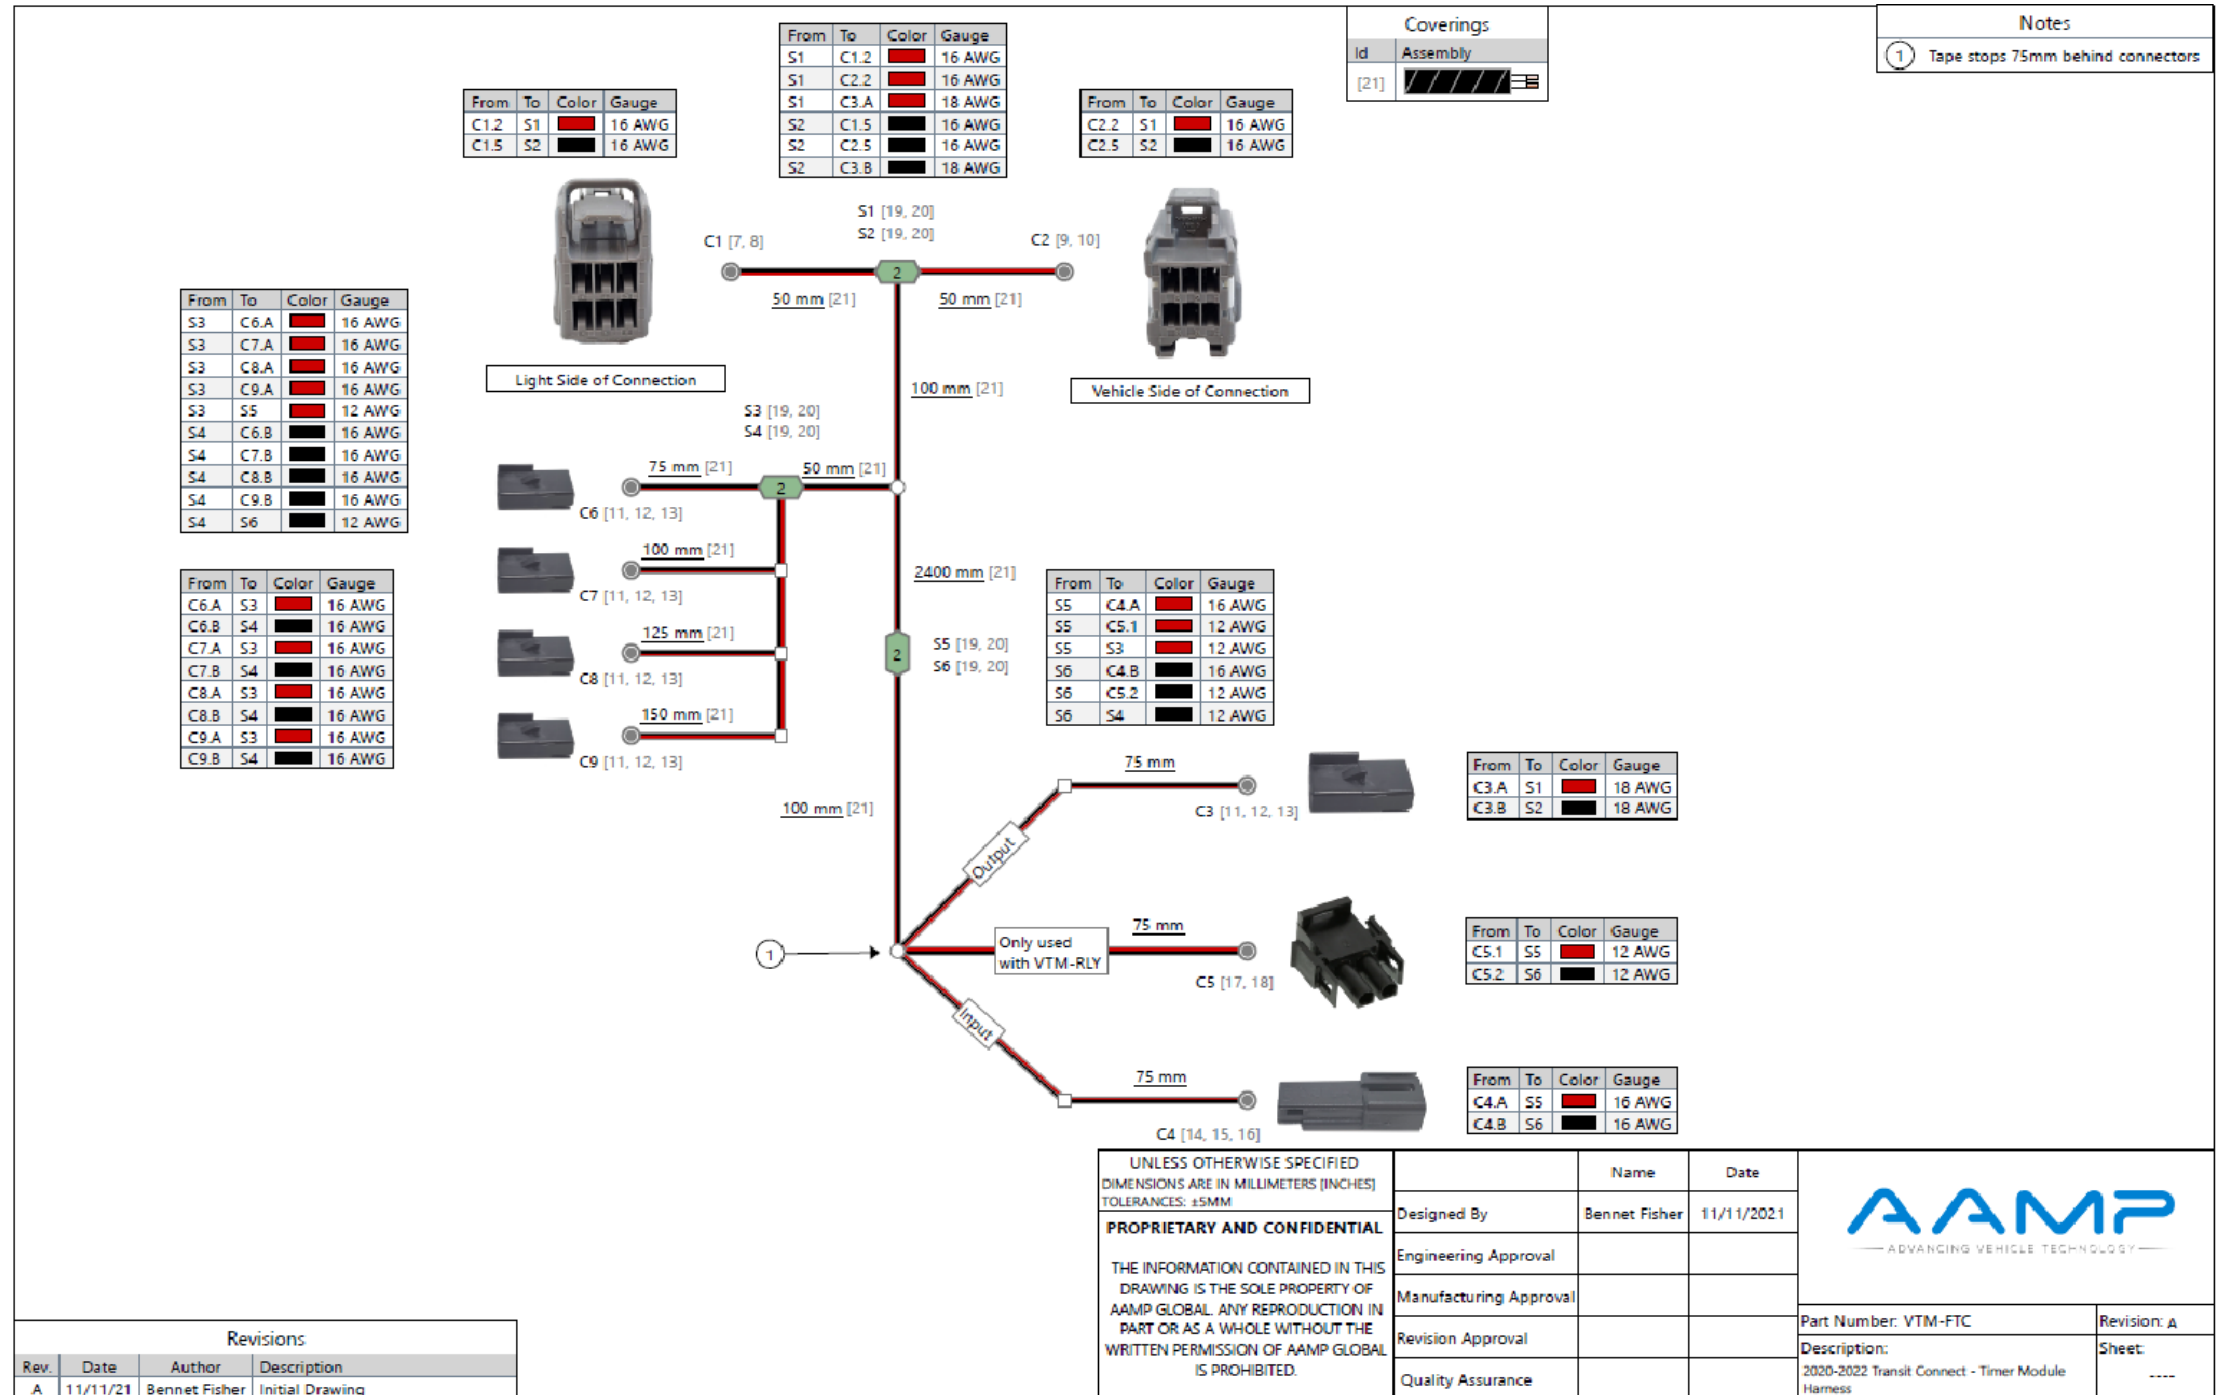 Coverings
Id Assembly
[21]
Notes
1 Tape stops 75mm behind connectors
From To Color Gauge
S1 C1.2 16 AWG
S1 C2.2 16 AWG
S1 C3.A 18 AWG
S2 C1.5 16 AWG
S2 C2.5 16 AWG
S2 C3.B 18 AWG
From To Color Gauge
C1.2 S1 16 AWG
C1.5 S2 16 AWG
From To Color Gauge
C2.2 S1 16 AWG
C2.5 S2 16 AWG
S1 [19, 20]
S2 [19, 20]
C1 [7, 8]
C2 [9, 10]
2
50 mm [21]
50 mm [21]
Light Side of Connection
Vehicle Side of Connection
100 mm [21]
From To Color Gauge
S3 C6.A 16 AWG
S3 C7.A 16 AWG
S3 C8.A 16 AWG
S3 C9.A 16 AWG
S3 S5 12 AWG
S4 C6.B 16 AWG
S4 C7.B 16 AWG
S4 C8.B 16 AWG
S4 C9.B 16 AWG
S4 S6 12 AWG
S3 [19, 20]
S4 [19, 20]
75 mm [21]
50 mm [21]
2
C6 [11, 12, 13]
100 mm [21]
C7 [11, 12, 13]
125 mm [21]
C8 [11, 12, 13]
150 mm [21]
C9 [11, 12, 13]
From To Color Gauge
C6.A S3 16 AWG
C6.B S4 16 AWG
C7.A S3 16 AWG
C7.B S4 16 AWG
C8.A S3 16 AWG
C8.B S4 16 AWG
C9.A S3 16 AWG
C9.B S4 16 AWG
2400 mm [21]
2
S5 [19, 20]
S6 [19, 20]
From To Color Gauge
S5 C4.A 16 AWG
S5 C5.1 12 AWG
S5 S3 12 AWG
S6 C4.B 16 AWG
S6 C5.2 12 AWG
S6 S4 12 AWG
100 mm [21]
75 mm
Output
C3 [11, 12, 13]
From To Color Gauge
C3.A S1 18 AWG
C3.B S2 18 AWG
1
Only used
with VTM-RLY
75 mm
C5 [17, 18]
From To Color Gauge
C5.1 S5 12 AWG
C5.2 S6 12 AWG
Input
75 mm
C4 [14, 15, 16]
From To Color Gauge
C4.A S5 16 AWG
C4.B S6 16 AWG
UNLESS OTHERWISE SPECIFIED
DIMENSIONS ARE IN MILLIMETERS [INCHES]
TOLERANCES: ±5MM
PROPRIETARY AND CONFIDENTIAL
THE INFORMATION CONTAINED IN THIS
DRAWING IS THE SOLE PROPERTY OF
AAMP GLOBAL. ANY REPRODUCTION IN
PART OR AS A WHOLE WITHOUT THE
WRITTEN PERMISSION OF AAMP GLOBAL
IS PROHIBITED.
Name Date
Designed By Bennet Fisher 11/11/2021
Engineering Approval
Manufacturing Approval
Revision Approval
Quality Assurance
AAMP
ADVANCING VEHICLE TECHNOLOGY
Part Number: VTM-FTC
Revision: A
Description:
2020-2022 Transit Connect - Timer Module
Harness
Sheet:
----
Revisions
Rev. Date Author Description
A 11/11/21 Bennet Fisher Initial Drawing